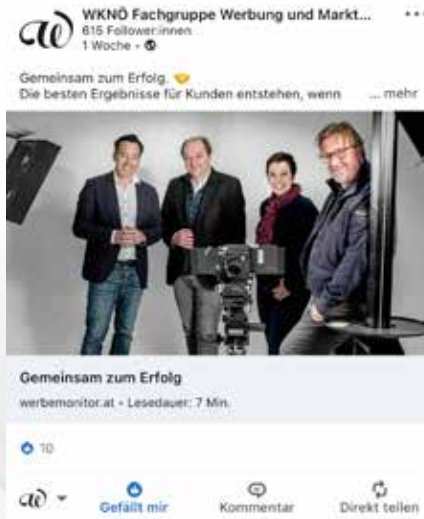 WKNÖ Fachgruppe Werbung und Markt...
615 Follower:innen
1 Woche •
Gemeinsam zum Erfolg.
Die besten Ergebnisse für Kunden entstehen, wenn ... mehr
Gemeinsam zum Erfolg
werbemonitor.at • Lesedauer: 7 Min.
10
Gefällt mir Kommentar Direkt teilen